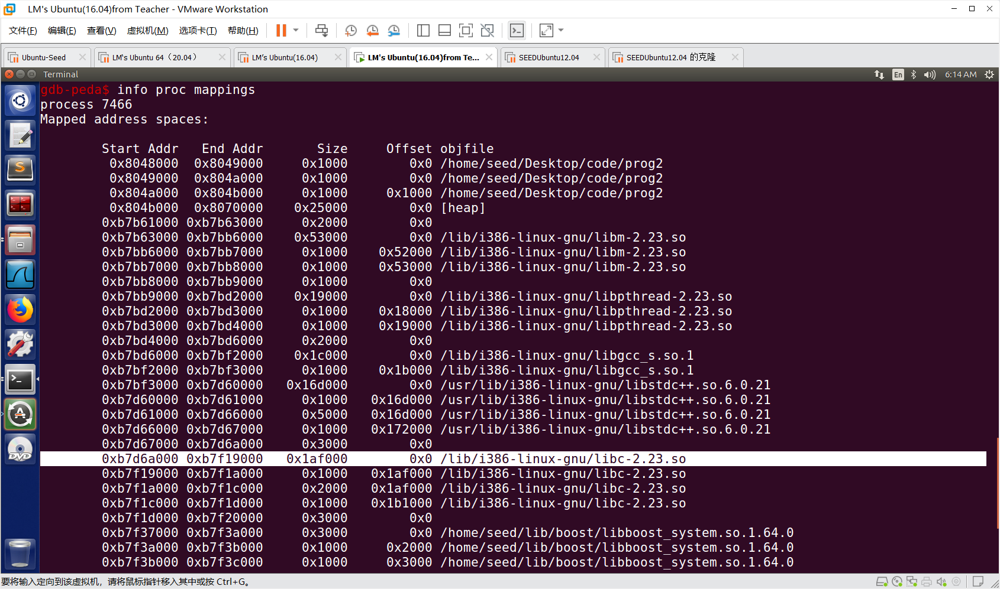 LM's Ubuntu(16.04)from Teacher - VMware Workstation
文件(F) 编辑(E) 查看(V) 虚拟机(M) 选项卡(T) 帮助(H)
Ubuntu-Seed LM's Ubuntu 64（20.04） LM's Ubuntu(16.04) LM's Ubuntu(16.04)from Te... SEEDUbuntu12.04 SEEDUbuntu12.04 的克隆
Terminal En 6:14 AM
gdb-peda$ info proc mappings
process 7466
Mapped address spaces:
Start Addr End Addr Size Offset objfile
0x8048000 0x8049000 0x1000 0x0 /home/seed/Desktop/code/prog2
0x8049000 0x804a000 0x1000 0x0 /home/seed/Desktop/code/prog2
0x804a000 0x804b000 0x1000 0x1000 /home/seed/Desktop/code/prog2
0x804b000 0x8070000 0x25000 0x0 [heap]
0xb7b61000 0xb7b63000 0x2000 0x0
0xb7b63000 0xb7bb6000 0x53000 0x0 /lib/i386-linux-gnu/libm-2.23.so
0xb7bb6000 0xb7bb7000 0x1000 0x52000 /lib/i386-linux-gnu/libm-2.23.so
0xb7bb7000 0xb7bb8000 0x1000 0x53000 /lib/i386-linux-gnu/libm-2.23.so
0xb7bb8000 0xb7bb9000 0x1000 0x0
0xb7bb9000 0xb7bd2000 0x19000 0x0 /lib/i386-linux-gnu/libpthread-2.23.so
0xb7bd2000 0xb7bd3000 0x1000 0x18000 /lib/i386-linux-gnu/libpthread-2.23.so
0xb7bd3000 0xb7bd4000 0x1000 0x19000 /lib/i386-linux-gnu/libpthread-2.23.so
0xb7bd4000 0xb7bd6000 0x2000 0x0
0xb7bd6000 0xb7bf2000 0x1c000 0x0 /lib/i386-linux-gnu/libgcc_s.so.1
0xb7bf2000 0xb7bf3000 0x1000 0x1b000 /lib/i386-linux-gnu/libgcc_s.so.1
0xb7bf3000 0xb7d60000 0x16d000 0x0 /usr/lib/i386-linux-gnu/libstdc++.so.6.0.21
0xb7d60000 0xb7d61000 0x1000 0x16d000 /usr/lib/i386-linux-gnu/libstdc++.so.6.0.21
0xb7d61000 0xb7d66000 0x5000 0x16d000 /usr/lib/i386-linux-gnu/libstdc++.so.6.0.21
0xb7d66000 0xb7d67000 0x1000 0x172000 /usr/lib/i386-linux-gnu/libstdc++.so.6.0.21
0xb7d67000 0xb7d6a000 0x3000 0x0
0xb7d6a000 0xb7f19000 0x1af000 0x0 /lib/i386-linux-gnu/libc-2.23.so
0xb7f19000 0xb7f1a000 0x1000 0x1af000 /lib/i386-linux-gnu/libc-2.23.so
0xb7f1a000 0xb7f1c000 0x2000 0x1af000 /lib/i386-linux-gnu/libc-2.23.so
0xb7f1c000 0xb7f1d000 0x1000 0x1b1000 /lib/i386-linux-gnu/libc-2.23.so
0xb7f1d000 0xb7f20000 0x3000 0x0
0xb7f37000 0xb7f3a000 0x3000 0x0 /home/seed/lib/boost/libboost_system.so.1.64.0
0xb7f3a000 0xb7f3b000 0x1000 0x2000 /home/seed/lib/boost/libboost_system.so.1.64.0
0xb7f3b000 0xb7f3c000 0x1000 0x3000 /home/seed/lib/boost/libboost_system.so.1.64.0
DVD
要将输入定向到该虚拟机，请将鼠标指针移入其中或按 Ctrl+G。